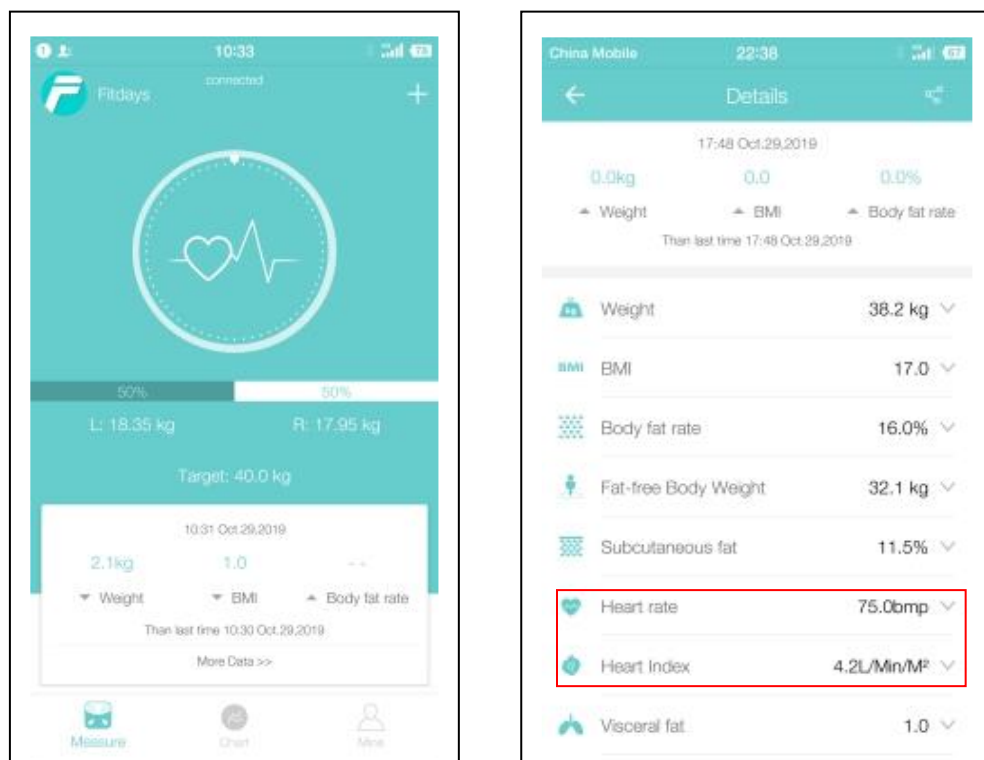 10:33
78
connected
Fitdays
50% 50%
L: 18.35 kg R: 17.95 kg
Target: 40.0 kg
10:31 Oct.29,2019
2.1kg 1.0 - -
Weight BMI Body fat rate
Than last time 10:30 Oct.29,2019
More Data >>
Measure Chart Mine
China Mobile 22:38 67
Details
17:48 Oct.29,2019
0.0kg 0.0 0.0%
Weight BMI Body fat rate
Than last time 17:48 Oct.29,2019
Weight 38.2 kg
BMI BMI 17.0
Body fat rate 16.0%
Fat-free Body Weight 32.1 kg
Subcutaneous fat 11.5%
Heart rate 75.0bmp
Heart Index 4.2L/Min/M²
Visceral fat 1.0